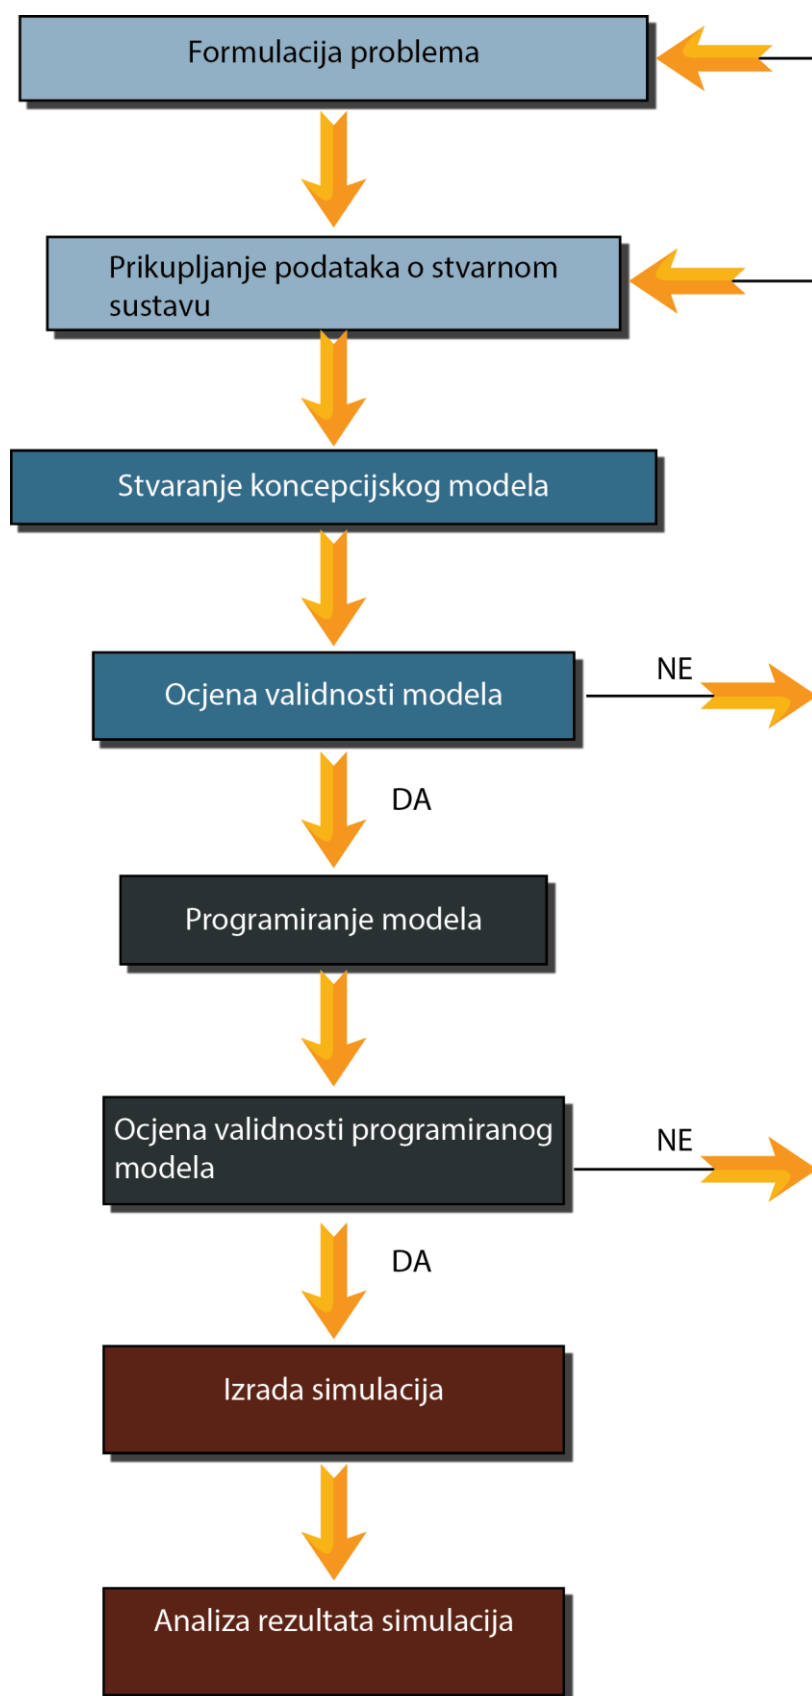 Formulacija problema
Prikupljanje podataka o stvarnom
sustavu
Stvaranje koncepcijskog modela
Ocjena validnosti modela
NE
DA
Programiranje modela
Ocjena validnosti programiranog
modela
NE
DA
Izrada simulacija
Analiza rezultata simulacija